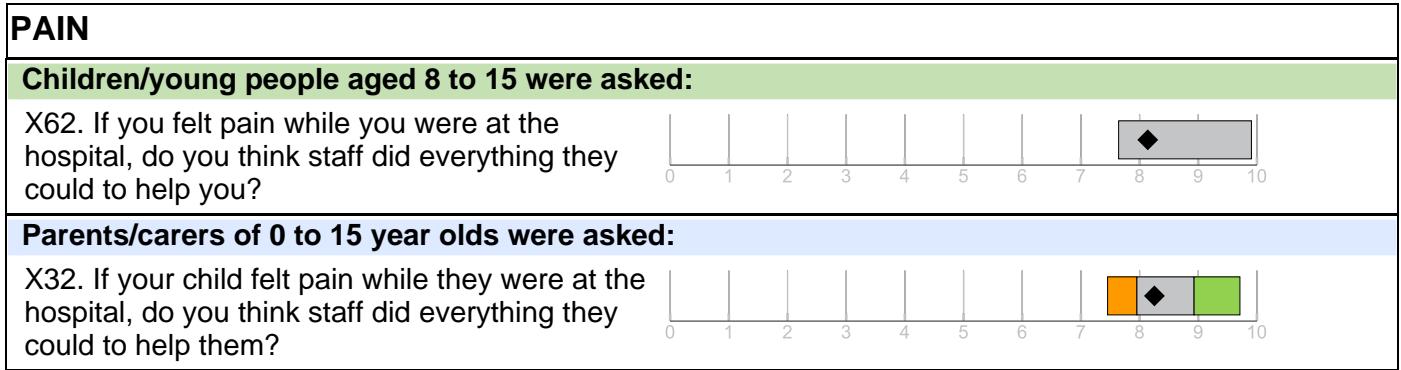 PAIN
Children/young people aged 8 to 15 were asked:
X62. If you felt pain while you were at the
hospital, do you think staff did everything they
could to help you?
0 1 2 3 4 5 6 7 8 9 10
Parents/carers of 0 to 15 year olds were asked:
X32. If your child felt pain while they were at the
hospital, do you think staff did everything they
could to help them?
0 1 2 3 4 5 6 7 8 9 10